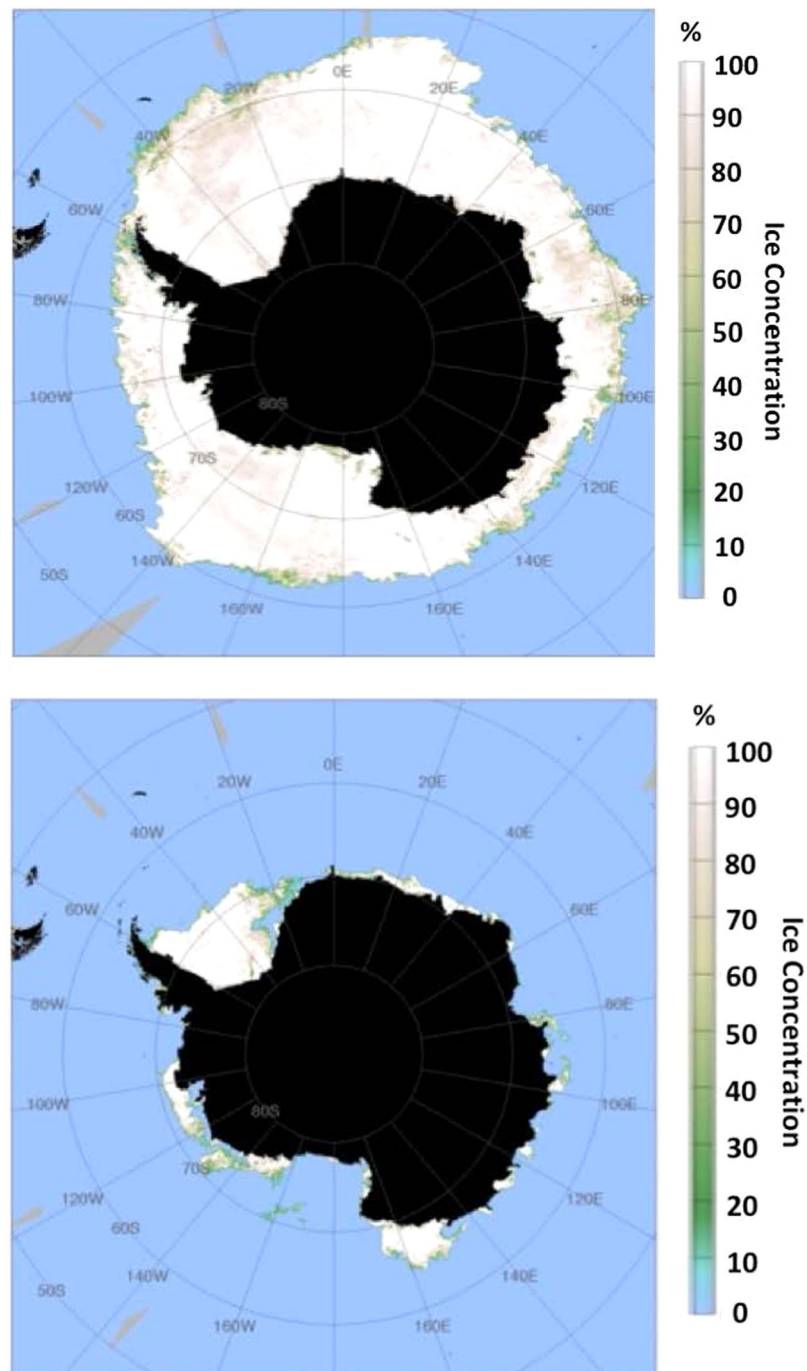 %
100
90
80
70
60
50
40
30
20
10
0
Ice Concentration
0E
20W
20E
40W
40E
60W
60E
80W
80E
100W
100E
80S
70S
120W
120E
60S
140W
140E
50S
160W
160E
%
100
90
80
70
60
50
40
30
20
10
0
Ice Concentration
0E
20W
20E
40W
40E
60W
60E
80W
80E
100W
100E
80S
70S
120W
120E
60S
140W
140E
50S
160W
160E